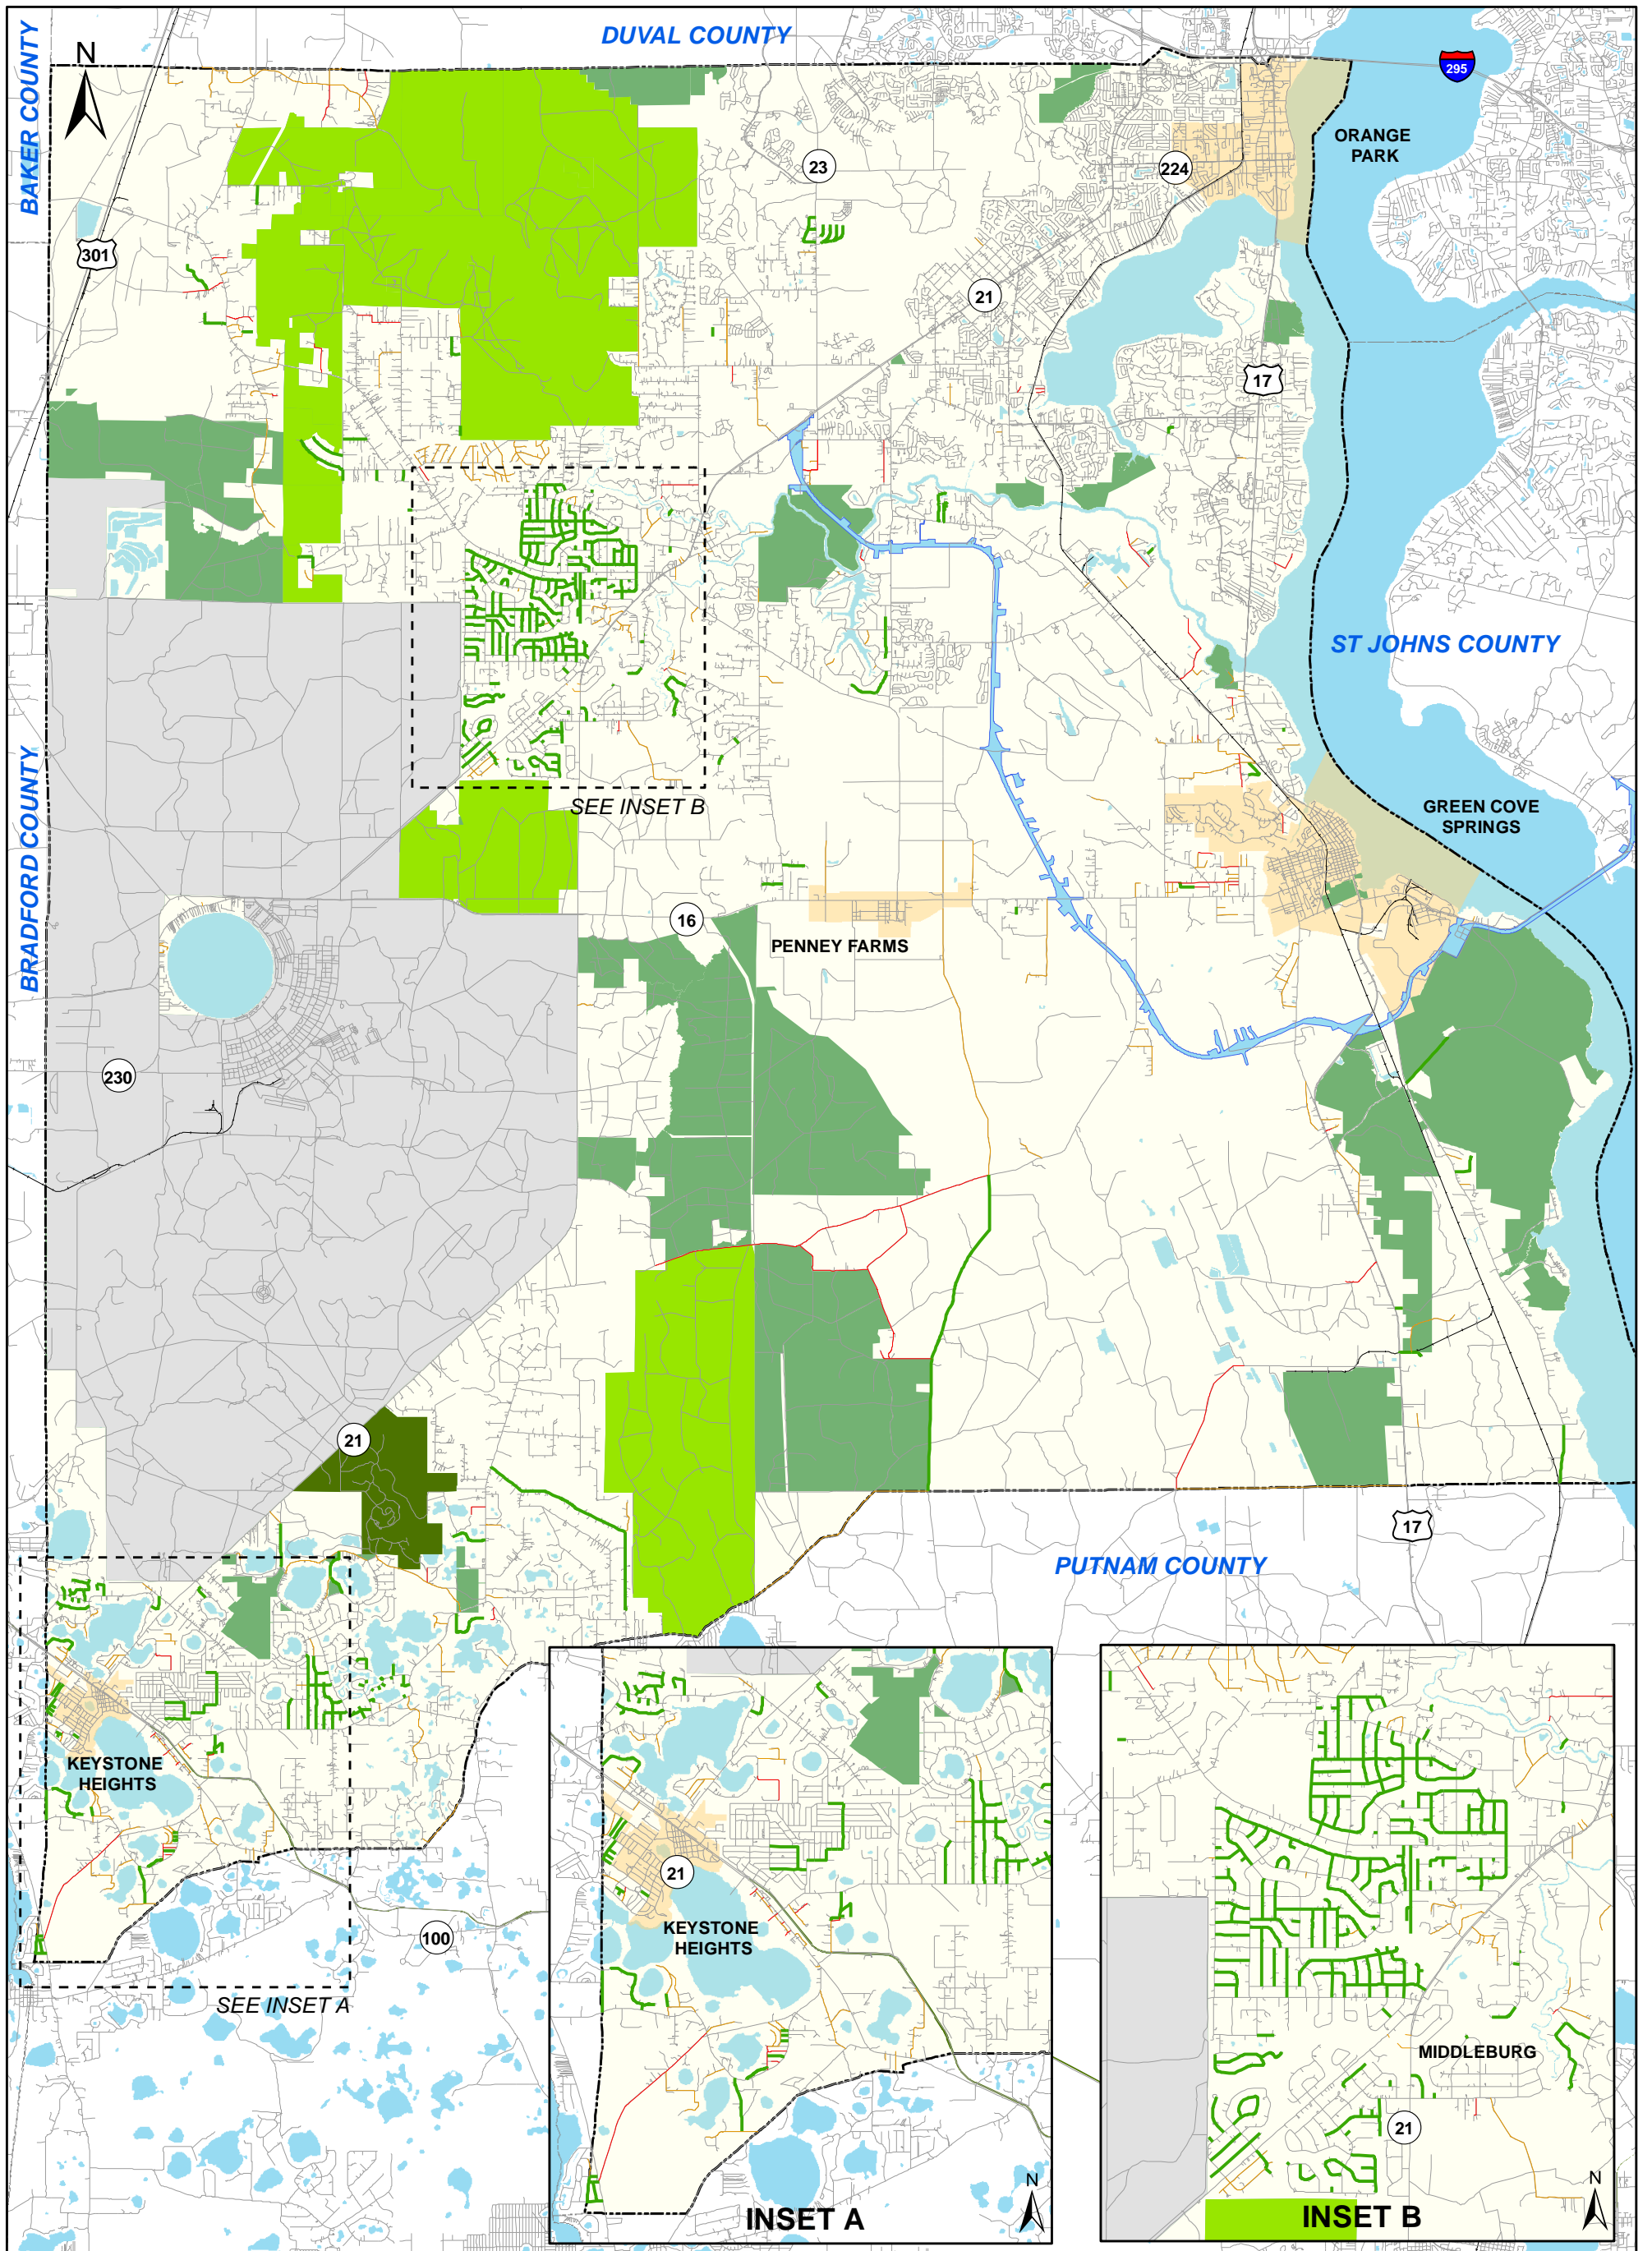 DUVAL COUNTY
BAKER COUNTY
N
295
ORANGE
PARK
23
224
301
21
17
ST JOHNS COUNTY
BRADFORD COUNTY
SEE INSET B
GREEN COVE
SPRINGS
16
PENNEY FARMS
230
21
17
PUTNAM COUNTY
KEYSTONE
HEIGHTS
100
SEE INSET A
21
KEYSTONE
HEIGHTS
N
INSET A
MIDDLEBURG
21
N
INSET B